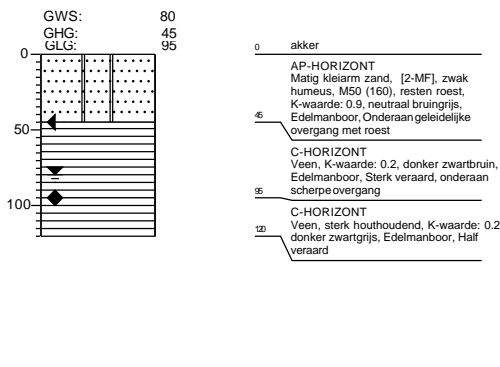 GWS: 80
GHG: 45
GLG: 95
0
50
100
0 akker
AP-HORIZONT
Matig kleiarm zand, [2-MF], zwak
humeus, M50 (160), resten roest,
K-waarde: 0.9, neutraal bruingrijs,
Edelmanboor, Onderaan geleidelijke
overgang met roest
45
C-HORIZONT
Veen, K-waarde: 0.2, donker zwartbruin,
Edelmanboor, Sterk veraard, onderaan
scherpe overgang
95
C-HORIZONT
Veen, sterk houthoudend, K-waarde: 0.2
donker zwartgrijs, Edelmanboor, Half
veraard
120